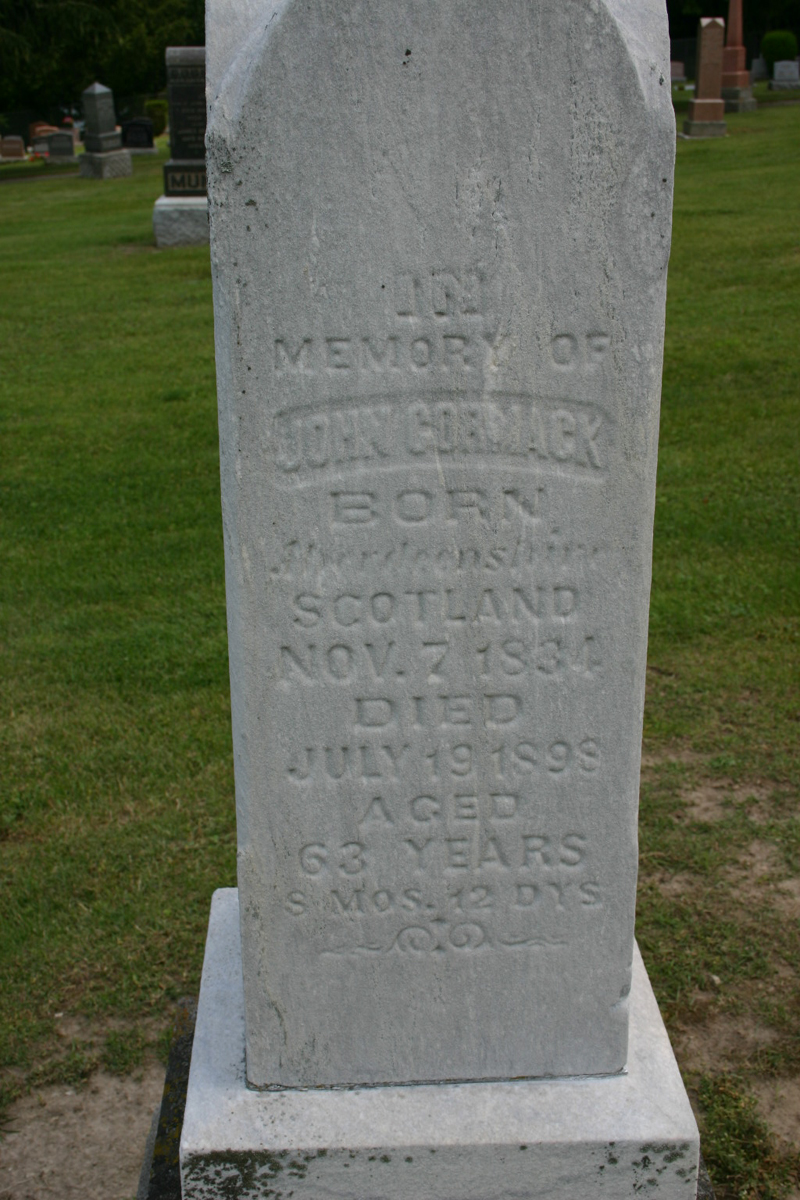 IN
MEMORY OF
JOHN CORMACK
BORN
Aberdeenshire
SCOTLAND
NOV. 7 1834
DIED
JULY 19 1898
AGED
63 YEARS
8 MOS. 12 DYS
MUN